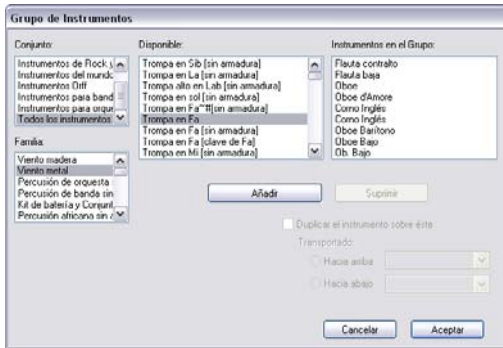 Grupo de Instrumentos
Conjunto:
Instrumentos de Rock y
Instrumentos del mundo
Instrumentos Orff
Instrumentos para band
Instrumentos para orque
Todos los instrumentos
Familia:
Viento madera
Viento metal
Percusión de orquesta
Percusión de banda sin
Kit de batería y Conjunt
Percusión africana sin a
Disponible:
Trompa en Sib [sin armadura]
Trompa en La [sin armadura]
Trompa alto en Lab [sin armadura]
Trompa en sol [sin armadura]
Trompa en Fa~#[sin armadura]
Trompa en Fa
Trompa en Fa [sin armadura]
Trompa en Fa [clave de Fa]
Trompa en Mi [sin armadura]
Instrumentos en el Grupo:
Flauta contralto
Flauta baja
Oboe
Oboe d'Amore
Corno Inglés
Corno Inglés
Oboe Barítono
Oboe Bajo
Ob. Bajo
Añadir
Suprimir
Duplicar el instrumento sobre éste
Transportado:
Hacia arriba
Hacia abajo
Cancelar
Aceptar